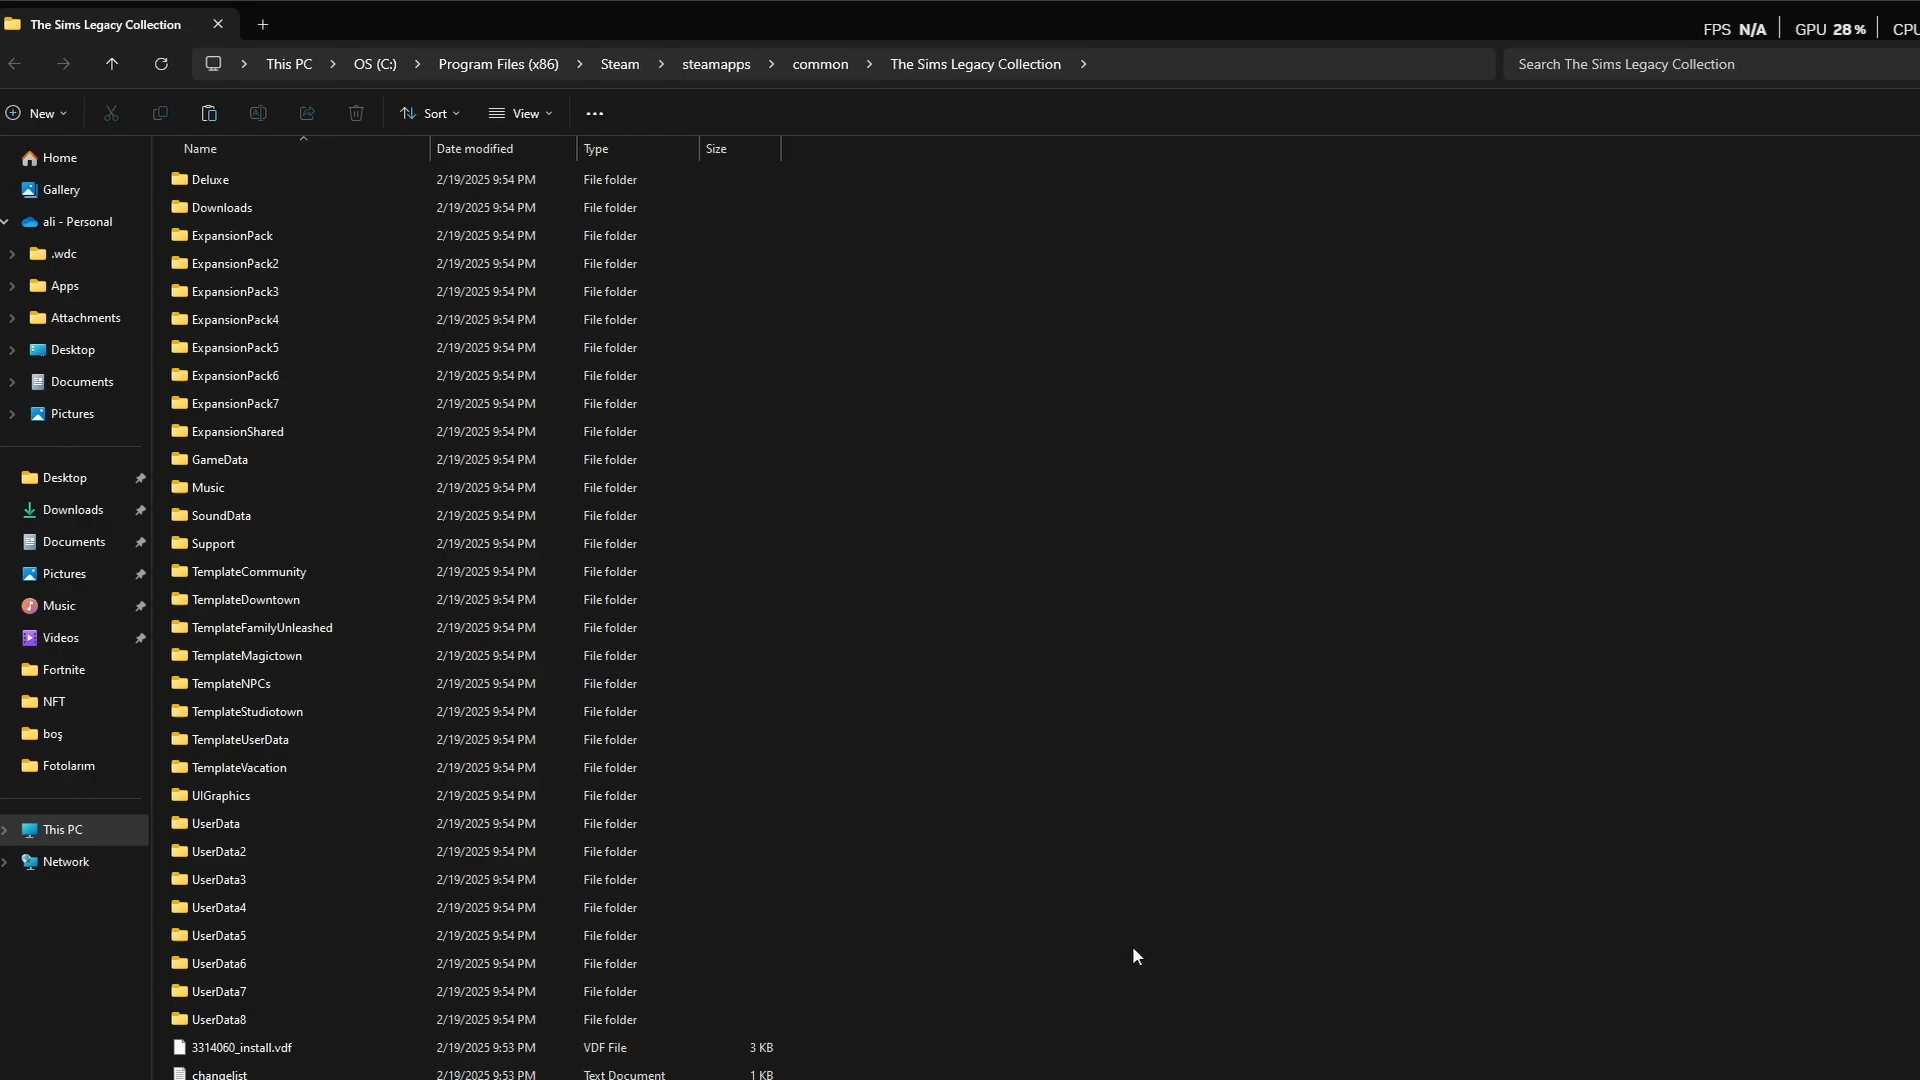 The Sims Legacy Collection
FPS N/A GPU 28% CPU
This PC OS (C:) Program Files (x86) Steam steamapps common The Sims Legacy Collection
Search The Sims Legacy Collection
New Sort View
Name Date modified Type Size
Home
Gallery
ali - Personal
.wdc
Apps
Attachments
Desktop
Documents
Pictures
Desktop
Downloads
Documents
Pictures
Music
Videos
Fortnite
NFT
boş
Fotolarım
This PC
Network
Deluxe 2/19/2025 9:54 PM File folder
Downloads 2/19/2025 9:54 PM File folder
ExpansionPack 2/19/2025 9:54 PM File folder
ExpansionPack2 2/19/2025 9:54 PM File folder
ExpansionPack3 2/19/2025 9:54 PM File folder
ExpansionPack4 2/19/2025 9:54 PM File folder
ExpansionPack5 2/19/2025 9:54 PM File folder
ExpansionPack6 2/19/2025 9:54 PM File folder
ExpansionPack7 2/19/2025 9:54 PM File folder
ExpansionShared 2/19/2025 9:54 PM File folder
GameData 2/19/2025 9:54 PM File folder
Music 2/19/2025 9:54 PM File folder
SoundData 2/19/2025 9:54 PM File folder
Support 2/19/2025 9:54 PM File folder
TemplateCommunity 2/19/2025 9:54 PM File folder
TemplateDowntown 2/19/2025 9:54 PM File folder
TemplateFamilyUnleashed 2/19/2025 9:54 PM File folder
TemplateMagictown 2/19/2025 9:54 PM File folder
TemplateNPCs 2/19/2025 9:54 PM File folder
TemplateStudiotown 2/19/2025 9:54 PM File folder
TemplateUserData 2/19/2025 9:54 PM File folder
TemplateVacation 2/19/2025 9:54 PM File folder
UIGraphics 2/19/2025 9:54 PM File folder
UserData 2/19/2025 9:54 PM File folder
UserData2 2/19/2025 9:54 PM File folder
UserData3 2/19/2025 9:54 PM File folder
UserData4 2/19/2025 9:54 PM File folder
UserData5 2/19/2025 9:54 PM File folder
UserData6 2/19/2025 9:54 PM File folder
UserData7 2/19/2025 9:54 PM File folder
UserData8 2/19/2025 9:54 PM File folder
3314060_install.vdf 2/19/2025 9:53 PM VDF File 3 KB
changelist 2/19/2025 9:53 PM Text Document 1 KB